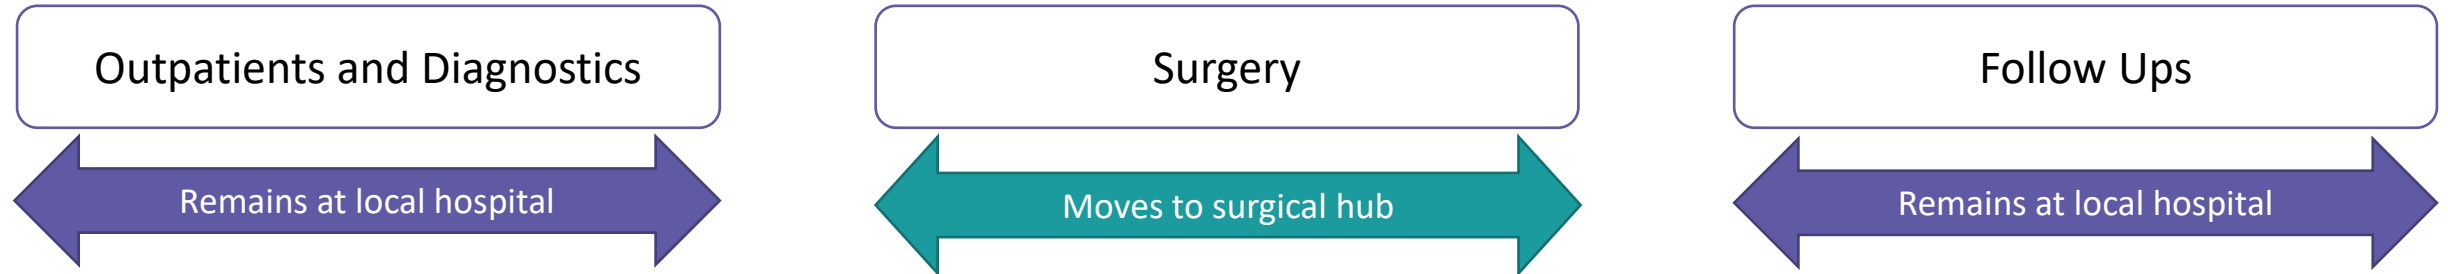 Outpatients and Diagnostics
Surgery
Follow Ups
Remains at local hospital
Moves to surgical hub
Remains at local hospital